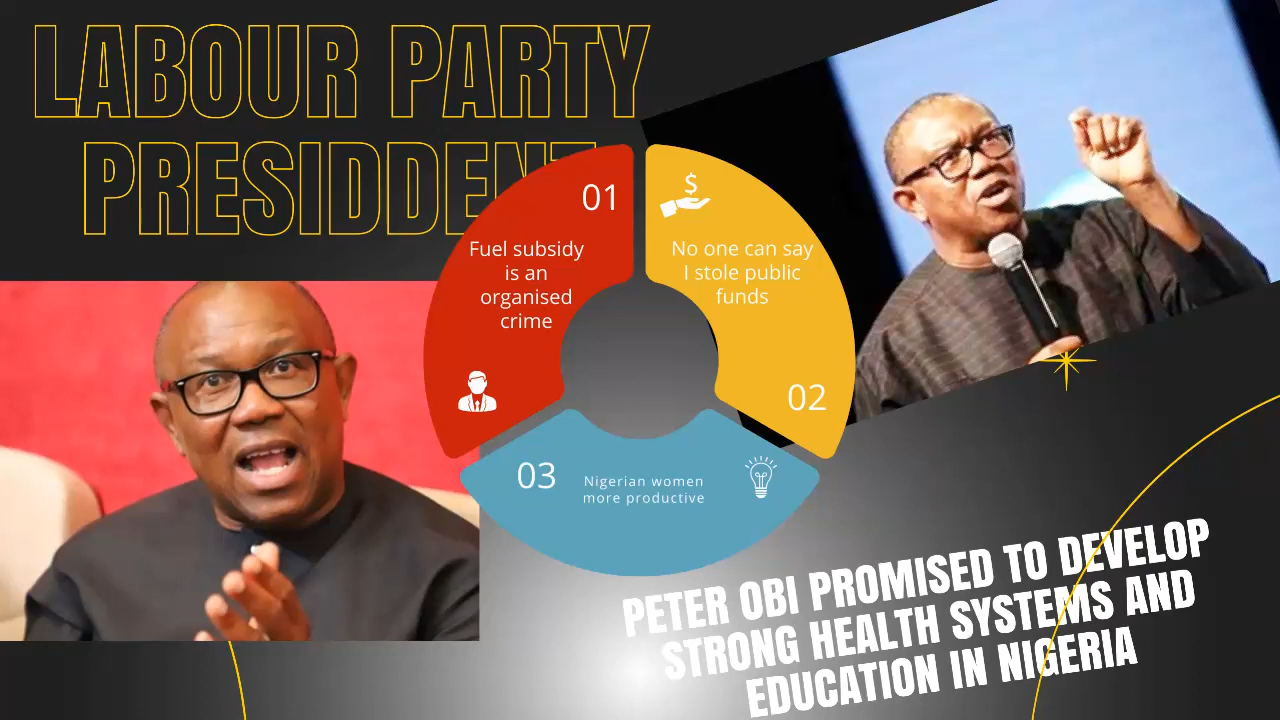 LABOUR PARTY
PRESIDDENT
01
Fuel subsidy
is an
organised
crime
$
No one can say
I stole public
funds
02
03
Nigerian women
more productive
PETER OBI PROMISED TO DEVELOP
STRONG HEALTH SYSTEMS AND
EDUCATION IN NIGERIA